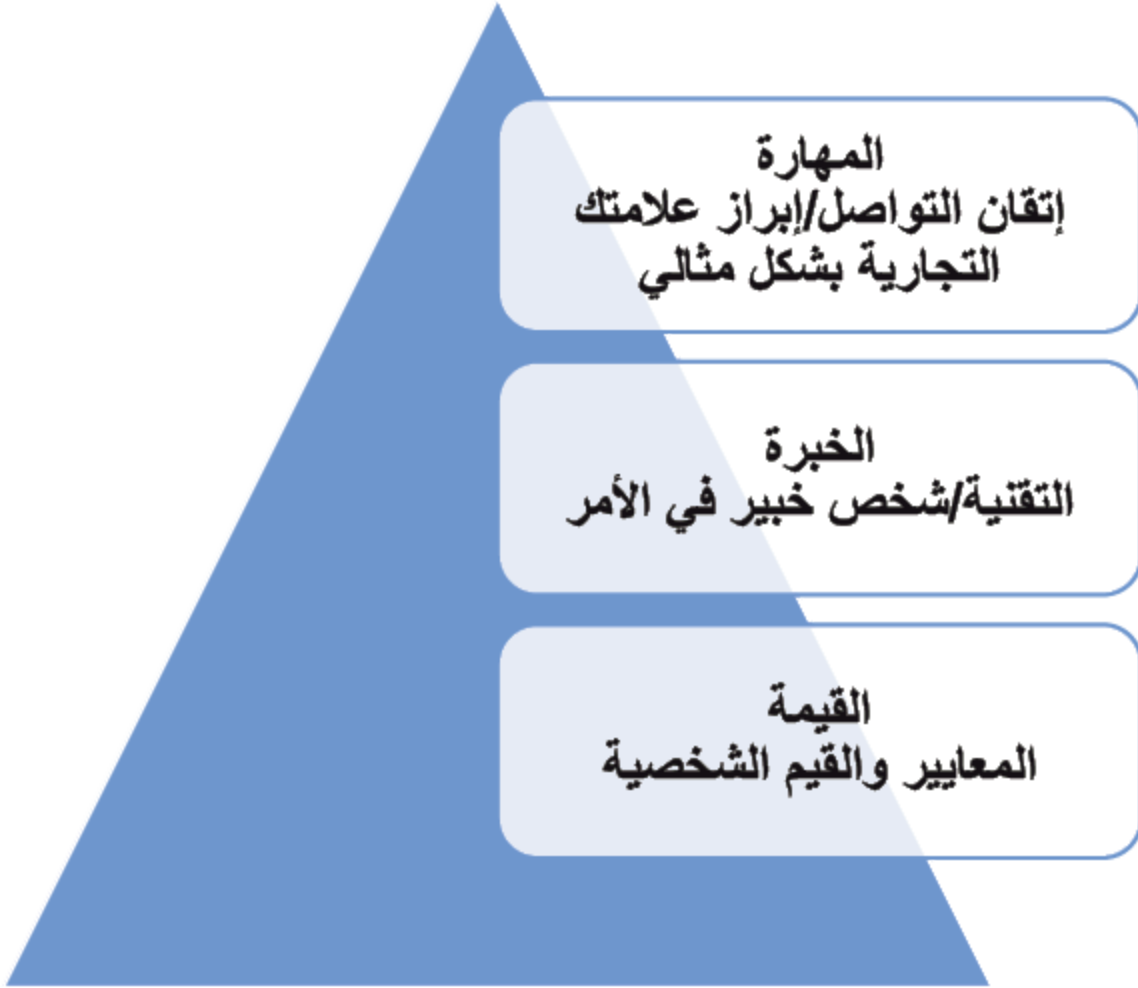 المهارة
إتقان التواصل/إبراز علامتك
التجارية بشكل مثالي
الخبرة
التقنية/شخص خبير في الأمر
القيمة
المعايير والقيم الشخصية